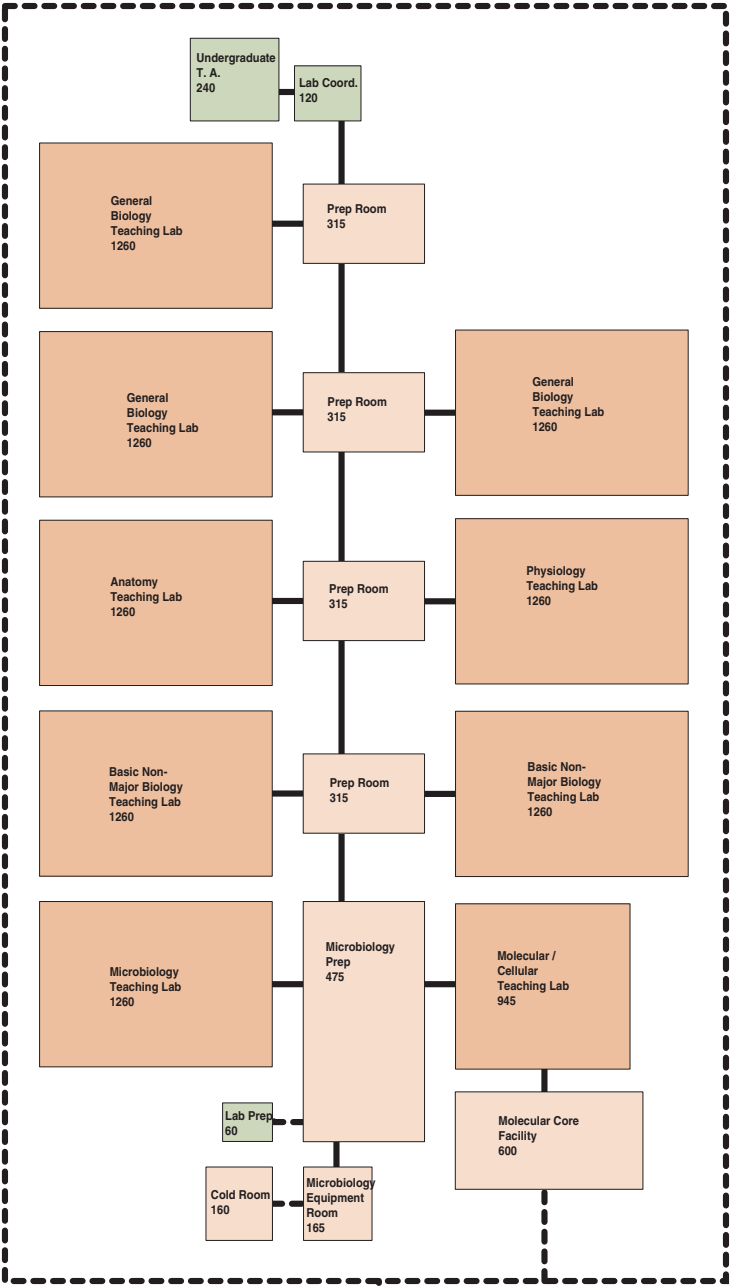 Undergraduate
T. A.
240
Lab Coord.
120
General
Biology
Teaching Lab
1260
Prep Room
315
General
Biology
Teaching Lab
1260
Prep Room
315
General
Biology
Teaching Lab
1260
Anatomy
Teaching Lab
1260
Prep Room
315
Physiology
Teaching Lab
1260
Basic Non-
Major Biology
Teaching Lab
1260
Prep Room
315
Basic Non-
Major Biology
Teaching Lab
1260
Microbiology
Teaching Lab
1260
Microbiology
Prep
475
Molecular /
Cellular
Teaching Lab
945
Lab Prep
60
Molecular Core
Facility
600
Cold Room
160
Microbiology
Equipment
Room
165